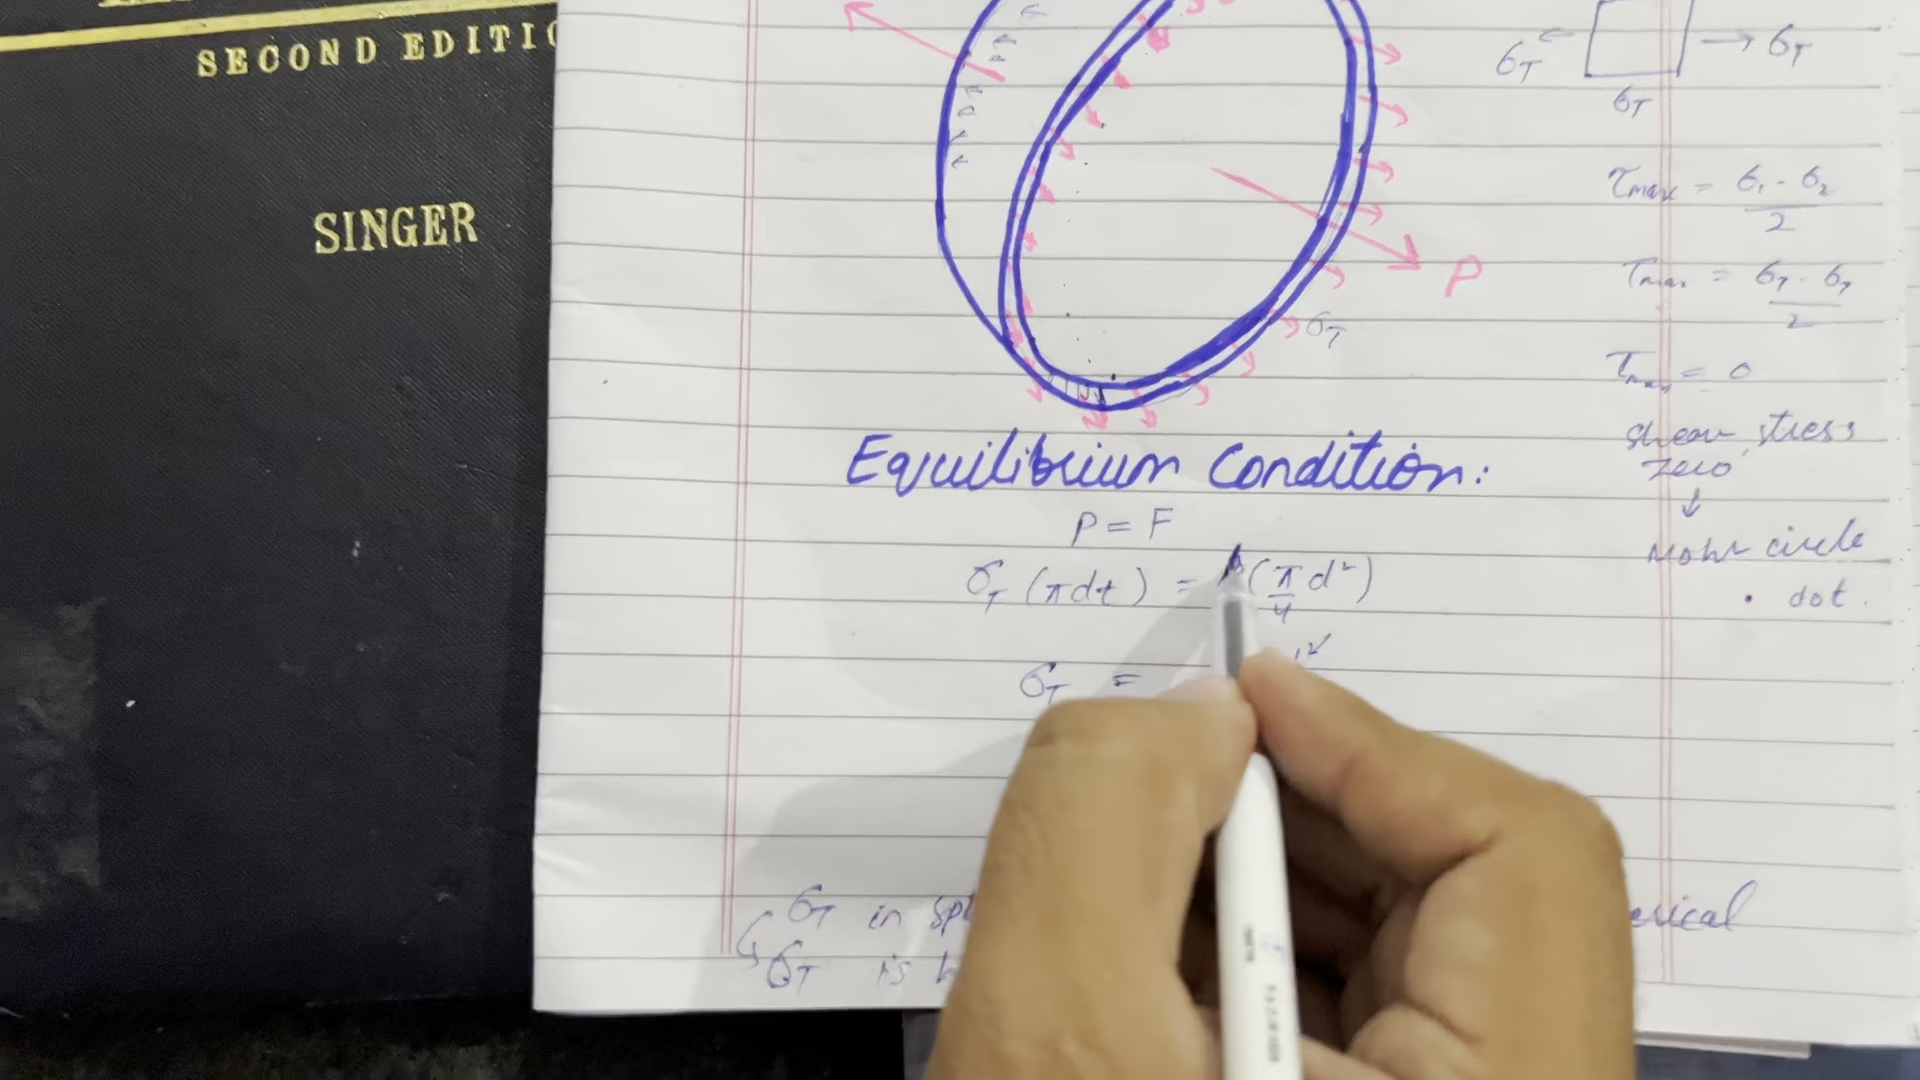 SECOND EDITI
SINGER
σT ← → σT
σT
P
σT
τmax = σ1 - σ2 / 2
τmax = σT - σT / 2
τmax = 0
shear stress
zero
↓
Mohr circle
• dot.
Equilibrium Condition:
P = F
σT (πdt) = (π/4 d²)
σT =
σT in sp erical
σT is h